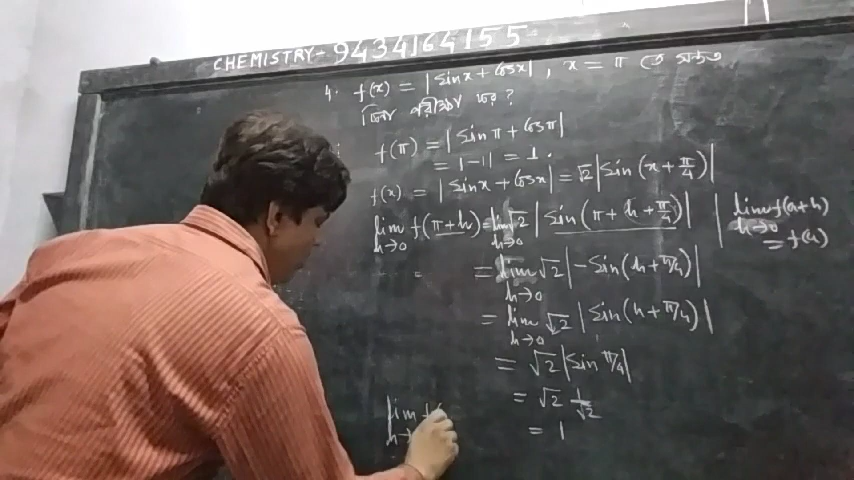 CHEMISTRY- 9434164155
4. f(x) = |sinx + cosx|, x = π তে সন্তত
কিনা পরীক্ষা কর?
f(π) = |sin π + cos π|
= |-1| = 1.
f(x) = |sinx + cosx| = √2 |sin (x + π/4)|
lim h→0 f(π+h) = lim h→0 √2 |sin (π + h + π/4)|
lim h→0 f(a+h)
= f(a)
= lim h→0 √2 |-sin (h + π/4)|
= lim h→0 √2 |sin (h + π/4)|
= √2 |sin π/4|
= √2 1/√2
= 1
lim h→ f(